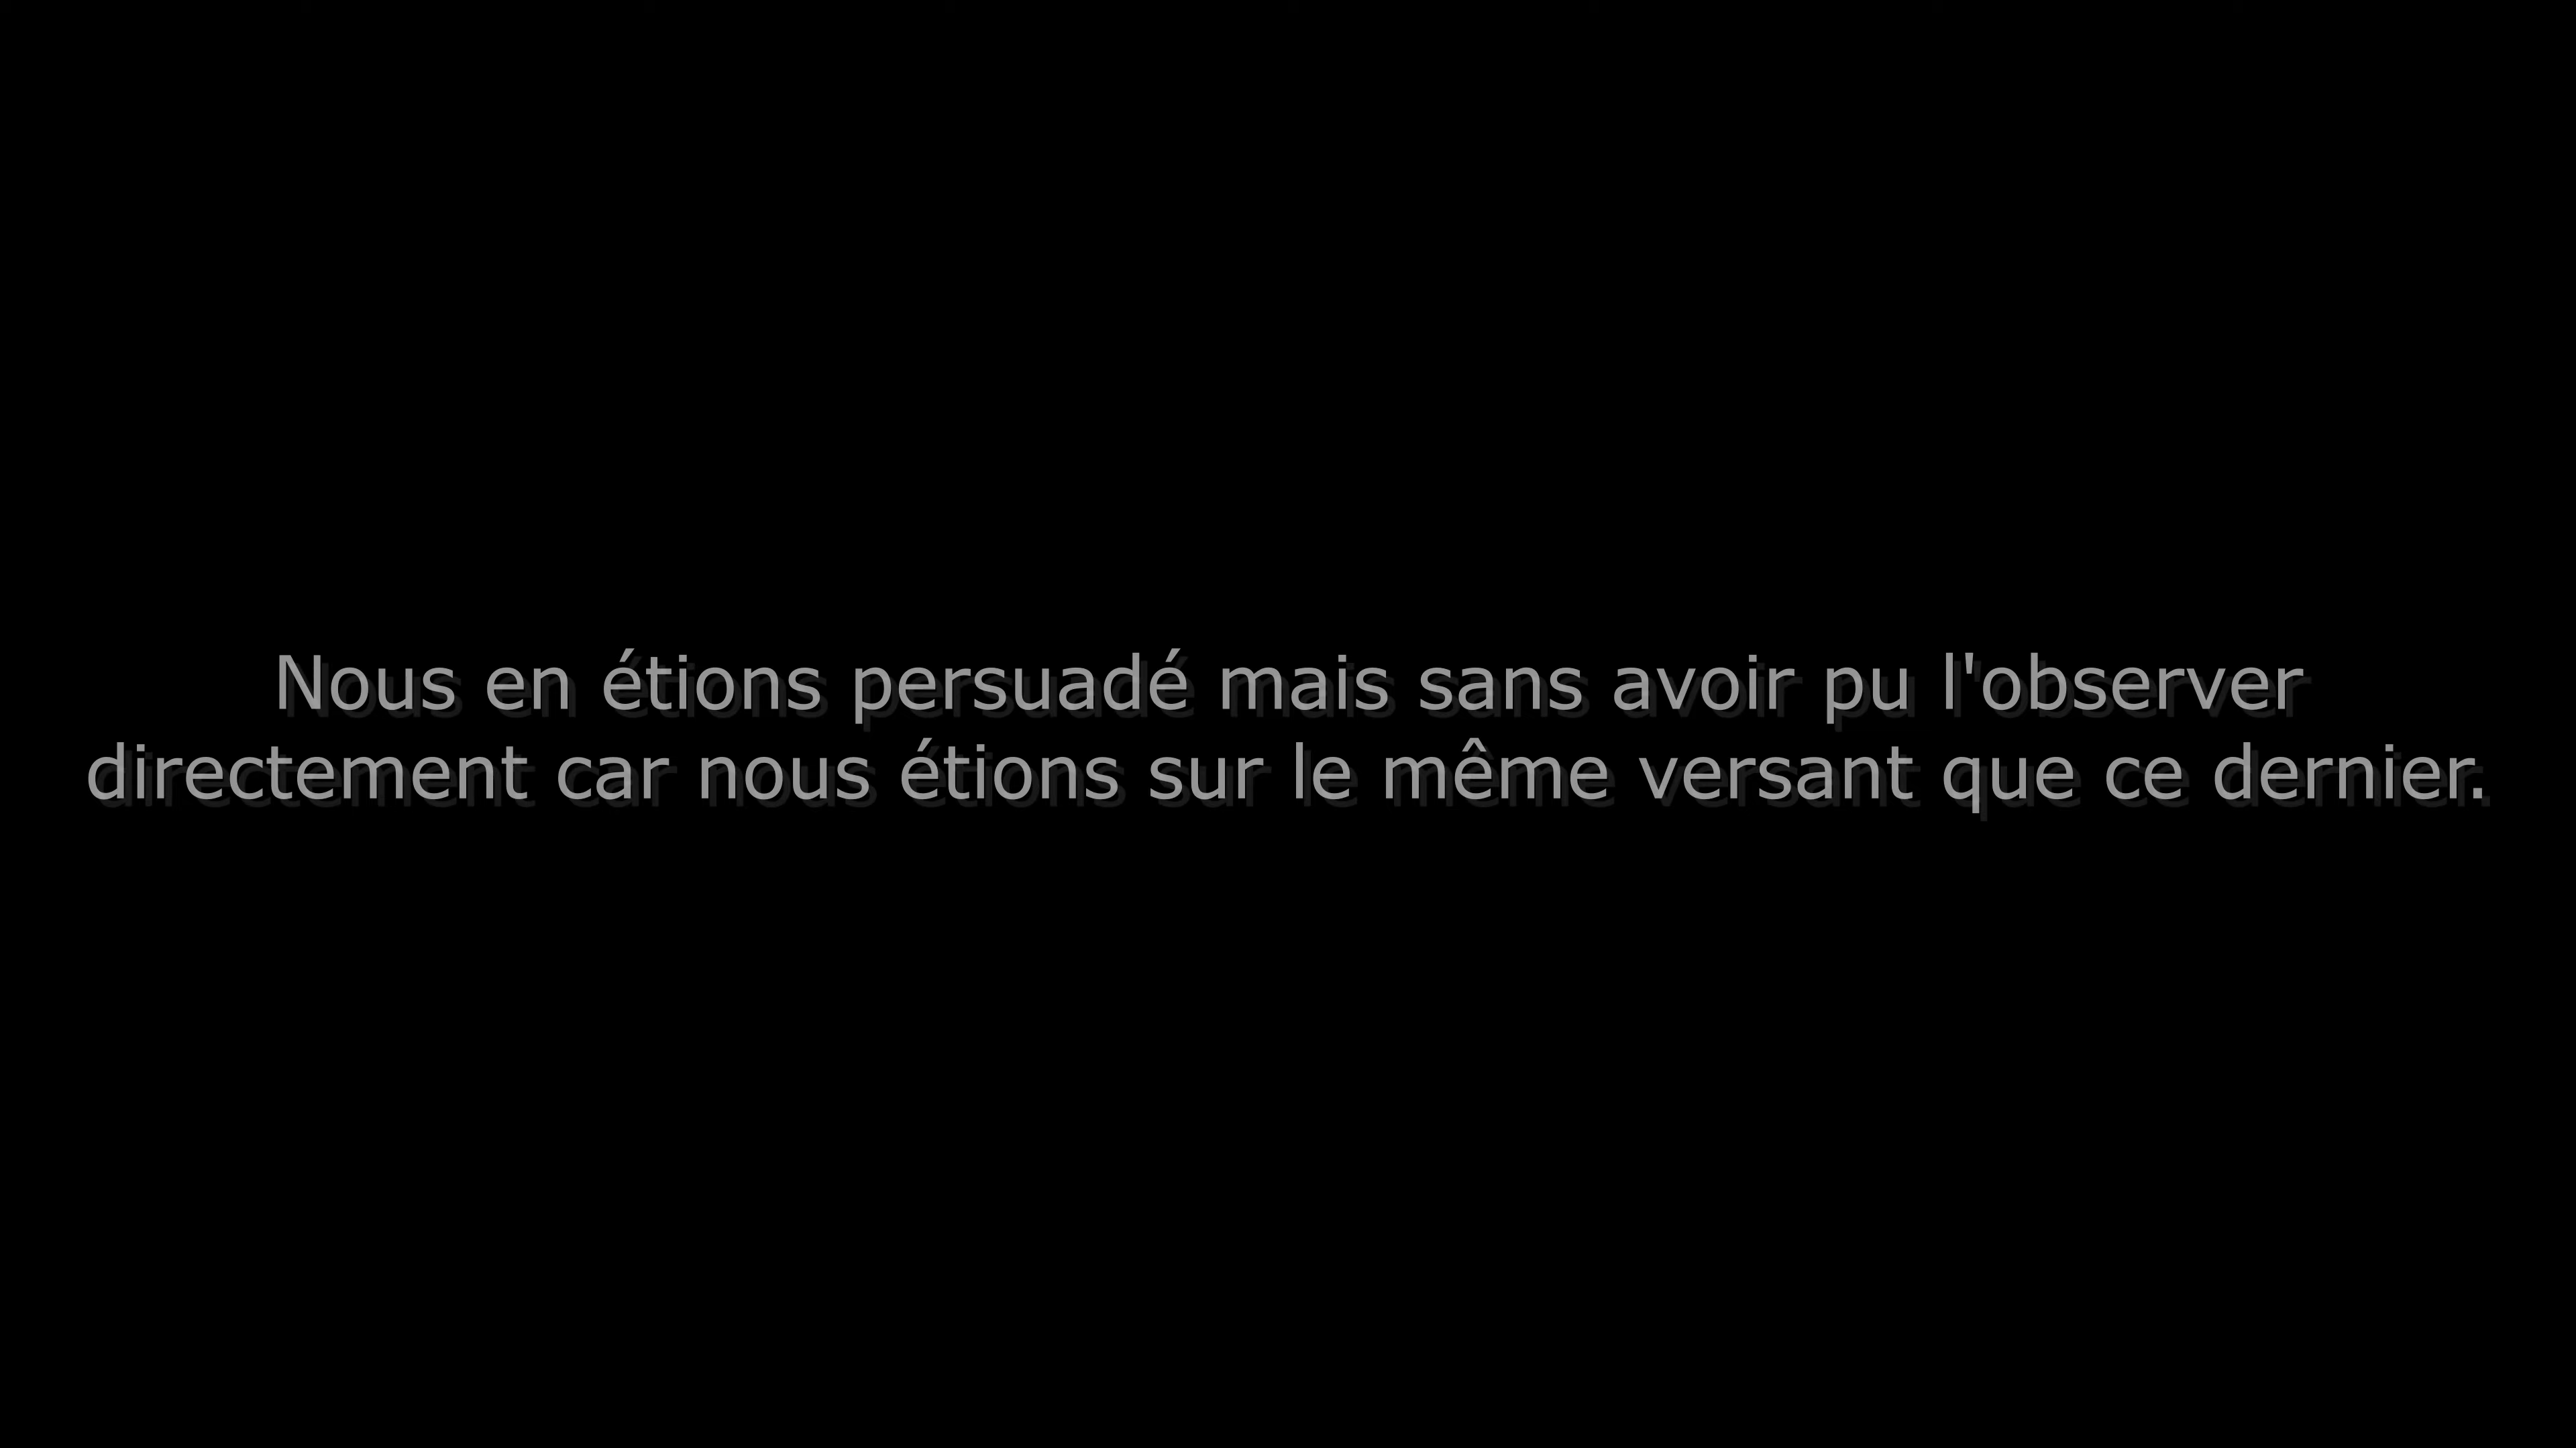 Nous en étions persuadé mais sans avoir pu l'observer
directement car nous étions sur le même versant que ce dernier.